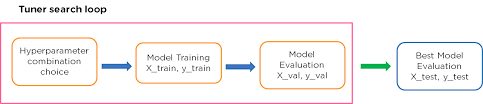 Tuner search loop
Hyperparameter
combination
choice
Model Training
X_train, y_train
Model
Evaluation
X_val, y_val
Best Model
Evaluation
X_test, y_test